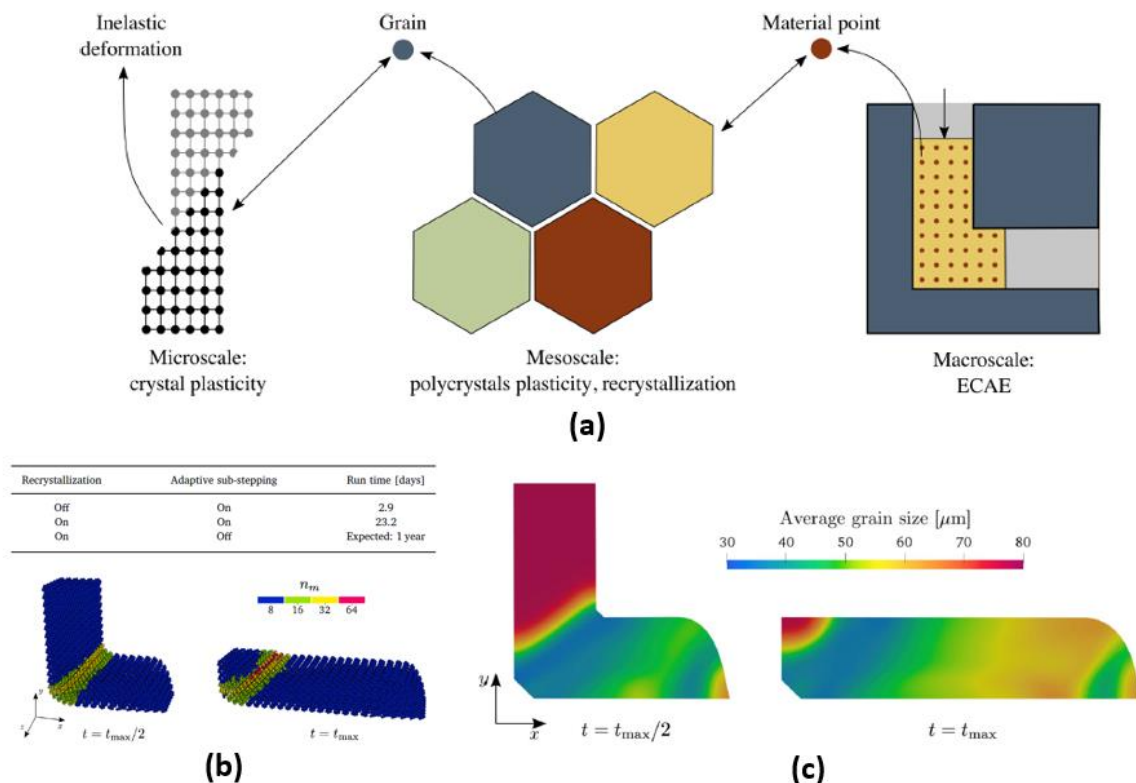 Inelastic
deformation
Grain
Material point
Microscale:
crystal plasticity
Mesoscale:
polycrystals plasticity, recrystallization
Macroscale:
ECAE
(a)
Recrystallization Adaptive sub-stepping Run time [days]
Off On 2.9
On On 23.2
On Off Expected: 1 year
n_m
8 16 32 64
y
z
x
t = t_max/2
t = t_max
(b)
Average grain size [μm]
30 40 50 60 70 80
y
x
t = t_max/2
t = t_max
(c)